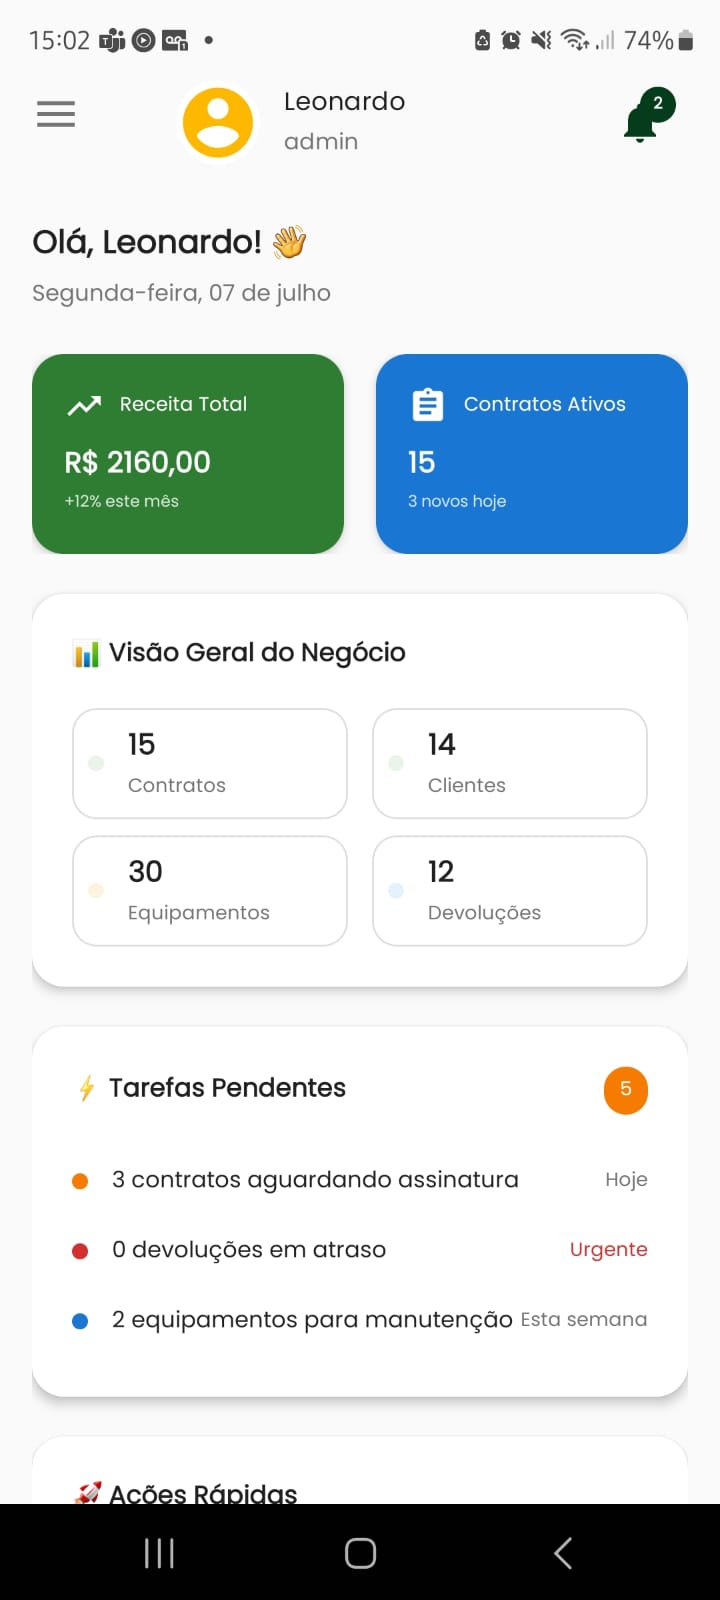 15:02
74%
Leonardo
admin
2
Olá, Leonardo! 👋
Segunda-feira, 07 de julho
Receita Total
R$ 2160,00
+12% este mês
Contratos Ativos
15
3 novos hoje
📊 Visão Geral do Negócio
15
Contratos
14
Clientes
30
Equipamentos
12
Devoluções
⚡ Tarefas Pendentes
5
3 contratos aguardando assinatura Hoje
0 devoluções em atraso Urgente
2 equipamentos para manutenção Esta semana
🚀 Ações Rápidas